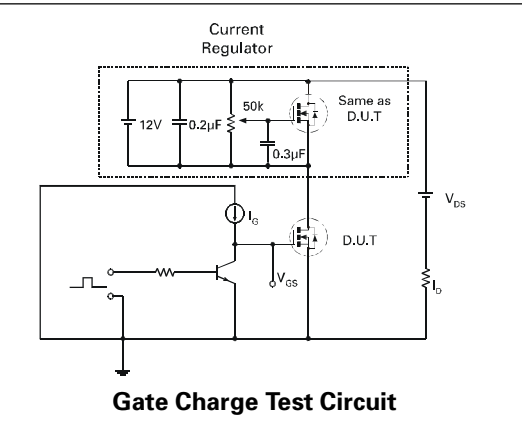 Current
Regulator
12V
0.2µF
50k
Same as
D.U.T
0.3µF
V_DS
I_G
D.U.T
V_GS
I_D
Gate Charge Test Circuit